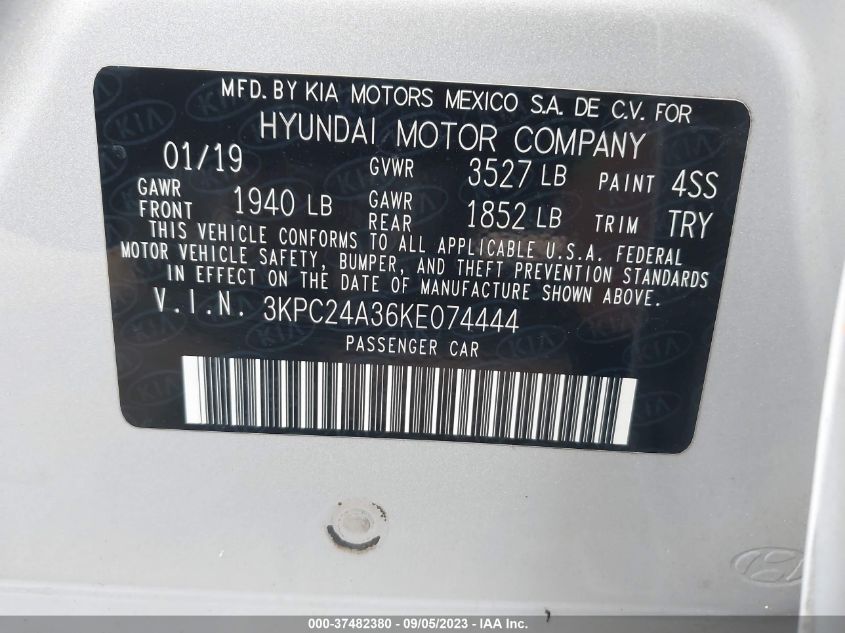 MFD. BY KIA MOTORS MEXICO S.A. DE C.V. FOR
HYUNDAI MOTOR COMPANY
01/19 GVWR 3527 LB PAINT 4SS
GAWR FRONT 1940 LB GAWR REAR 1852 LB TRIM TRY
THIS VEHICLE CONFORMS TO ALL APPLICABLE U.S.A. FEDERAL
MOTOR VEHICLE SAFETY, BUMPER, AND THEFT PREVENTION STANDARDS
IN EFFECT ON THE DATE OF MANUFACTURE SHOWN ABOVE.
V.I.N. 3KPC24A36KE074444
PASSENGER CAR
000-37482380 - 09/05/2023 - IAA Inc.